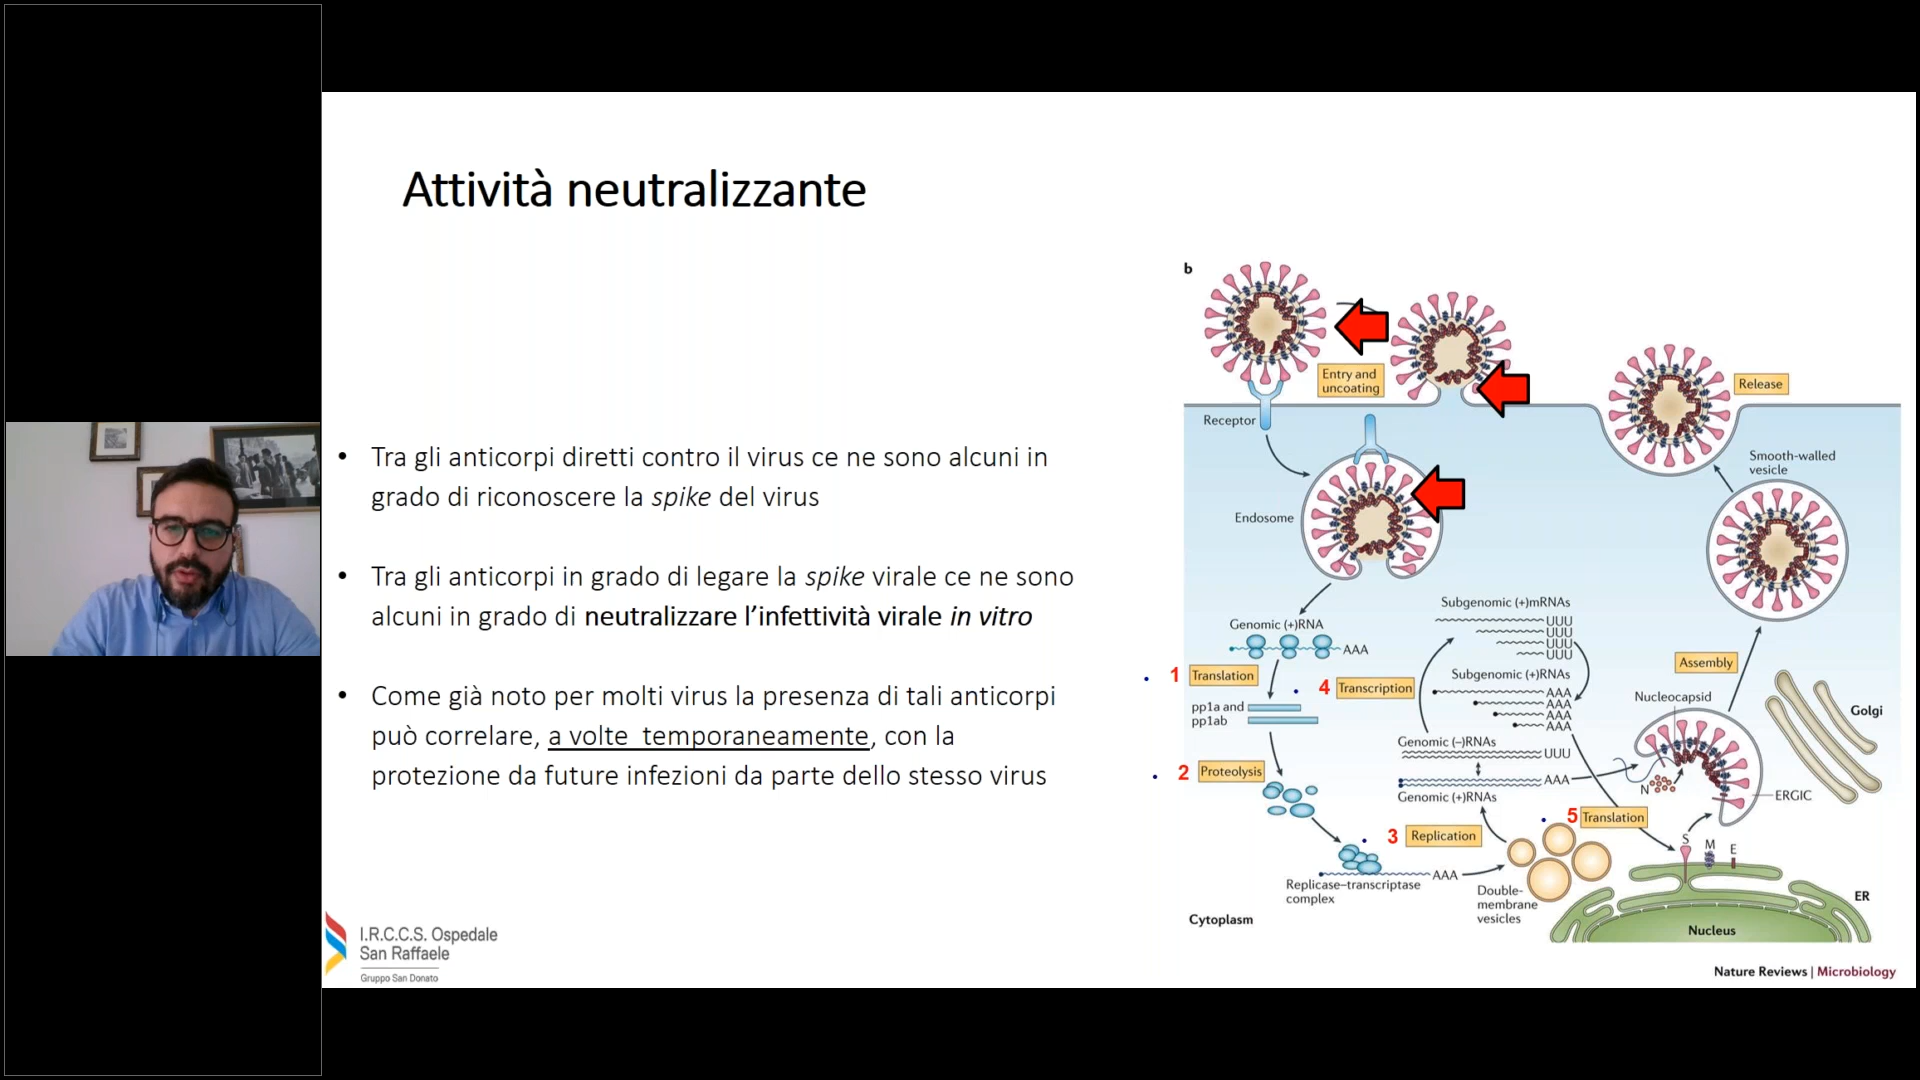 Attività neutralizzante
• Tra gli anticorpi diretti contro il virus ce ne sono alcuni in
grado di riconoscere la spike del virus
• Tra gli anticorpi in grado di legare la spike virale ce ne sono
alcuni in grado di neutralizzare l’infettività virale in vitro
• Come già noto per molti virus la presenza di tali anticorpi
può correlare, a volte temporaneamente, con la
protezione da future infezioni da parte dello stesso virus
I.R.C.C.S. Ospedale
San Raffaele
Gruppo San Donato
b
Entry and
uncoating
Receptor
Release
Smooth-walled
vesicle
Endosome
Subgenomic (+)mRNAs
UUU
UUU
UUU
UUU
Genomic (+)RNA
AAA
1 Translation
4 Transcription
Subgenomic (+)RNAs
AAA
AAA
AAA
AAA
pp1a and
pp1ab
Assembly
Nucleocapsid
Golgi
Genomic (–)RNAs
UUU
AAA
Genomic (+)RNAs
2 Proteolysis
N
ERGIC
5 Translation
3 Replication
S
M
E
AAA
Replicase–transcriptase
complex
Double-
membrane
vesicles
ER
Cytoplasm
Nucleus
Nature Reviews | Microbiology